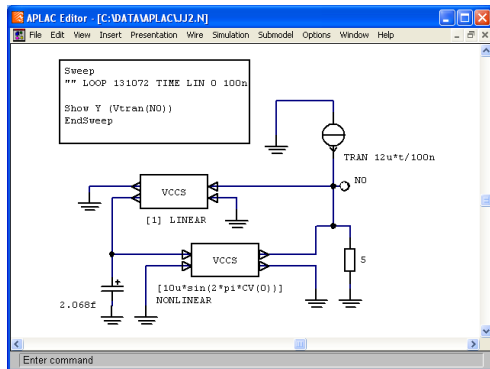 APLAC Editor - [C:\DATA\APLAC\JJ2.N]
File Edit View Insert Presentation Wire Simulation Submodel Options Window Help
Sweep
"" LOOP 131072 TIME LIN 0 100n
Show Y (Vtran(N0))
EndSweep
TRAN 12u*t/100n
N0
VCCS
[1] LINEAR
VCCS
5
[10u*sin(2*pi*CV(0))]
NONLINEAR
+
2.068f
Enter command